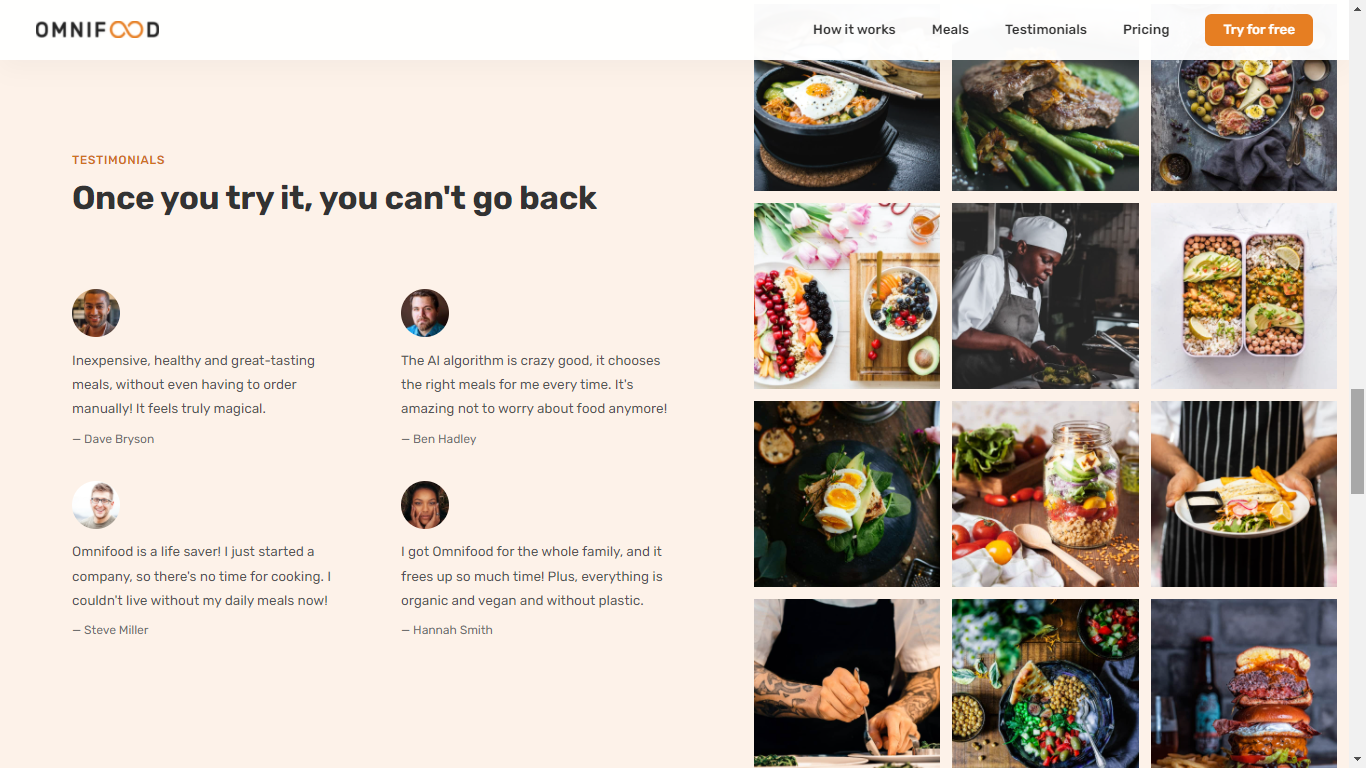 OMNIFOOD
How it works
Meals
Testimonials
Pricing
Try for free
TESTIMONIALS
Once you try it, you can't go back
Inexpensive, healthy and great-tasting
meals, without even having to order
manually! It feels truly magical.
— Dave Bryson
The AI algorithm is crazy good, it chooses
the right meals for me every time. It's
amazing not to worry about food anymore!
— Ben Hadley
Omnifood is a life saver! I just started a
company, so there's no time for cooking. I
couldn't live without my daily meals now!
— Steve Miller
I got Omnifood for the whole family, and it
frees up so much time! Plus, everything is
organic and vegan and without plastic.
— Hannah Smith